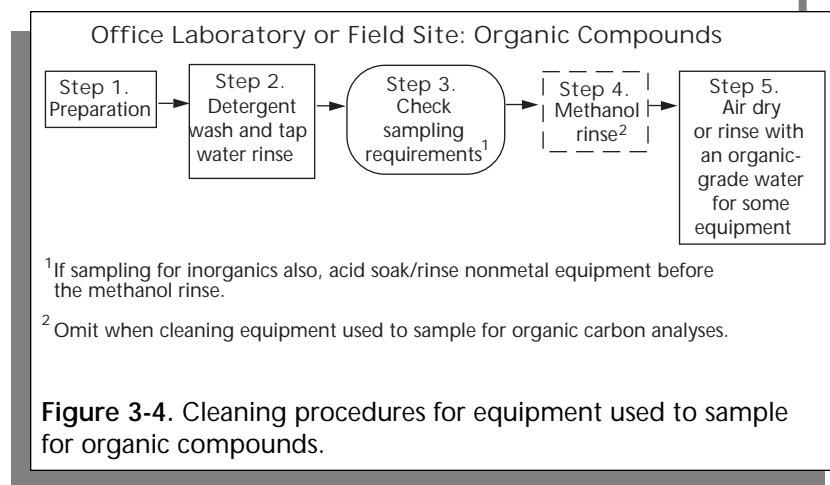 Office Laboratory or Field Site: Organic Compounds
Step 1.
Preparation
Step 2.
Detergent
wash and tap
water rinse
Step 3.
Check
sampling
requirements1
Step 4.
Methanol
rinse2
Step 5.
Air dry
or rinse with
an organic-
grade water
for some
equipment
1 If sampling for inorganics also, acid soak/rinse nonmetal equipment before
the methanol rinse.
2 Omit when cleaning equipment used to sample for organic carbon analyses.
Figure 3-4. Cleaning procedures for equipment used to sample
for organic compounds.